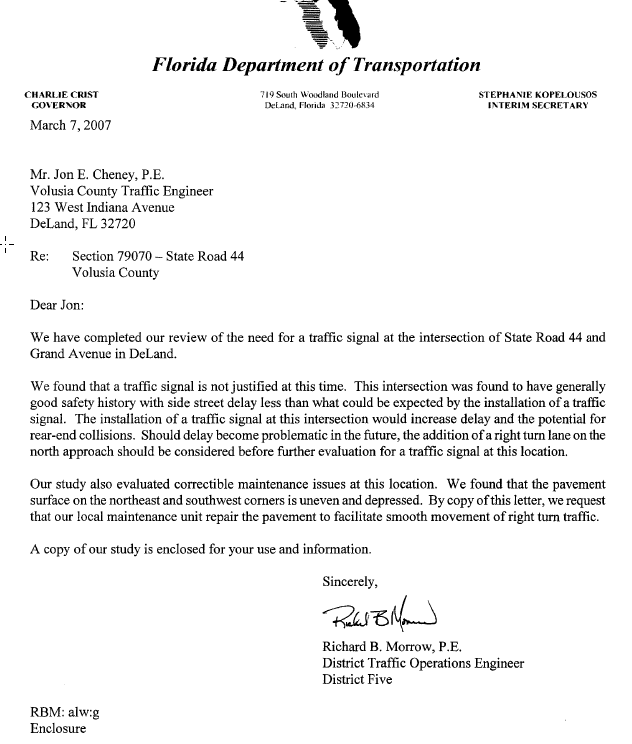 Florida Department of Transportation
CHARLIE CRIST
GOVERNOR
719 South Woodland Boulevard
DeLand, Florida 32720-6834
STEPHANIE KOPELOUSOS
INTERIM SECRETARY
March 7, 2007
Mr. Jon E. Cheney, P.E.
Volusia County Traffic Engineer
123 West Indiana Avenue
DeLand, FL 32720
Re: Section 79070 – State Road 44
Volusia County
Dear Jon:
We have completed our review of the need for a traffic signal at the intersection of State Road 44 and
Grand Avenue in DeLand.
We found that a traffic signal is not justified at this time. This intersection was found to have generally
good safety history with side street delay less than what could be expected by the installation of a traffic
signal. The installation of a traffic signal at this intersection would increase delay and the potential for
rear-end collisions. Should delay become problematic in the future, the addition of a right turn lane on the
north approach should be considered before further evaluation for a traffic signal at this location.
Our study also evaluated correctible maintenance issues at this location. We found that the pavement
surface on the northeast and southwest corners is uneven and depressed. By copy of this letter, we request
that our local maintenance unit repair the pavement to facilitate smooth movement of right turn traffic.
A copy of our study is enclosed for your use and information.
Sincerely,
Richard B Morrow
Richard B. Morrow, P.E.
District Traffic Operations Engineer
District Five
RBM: alw:g
Enclosure